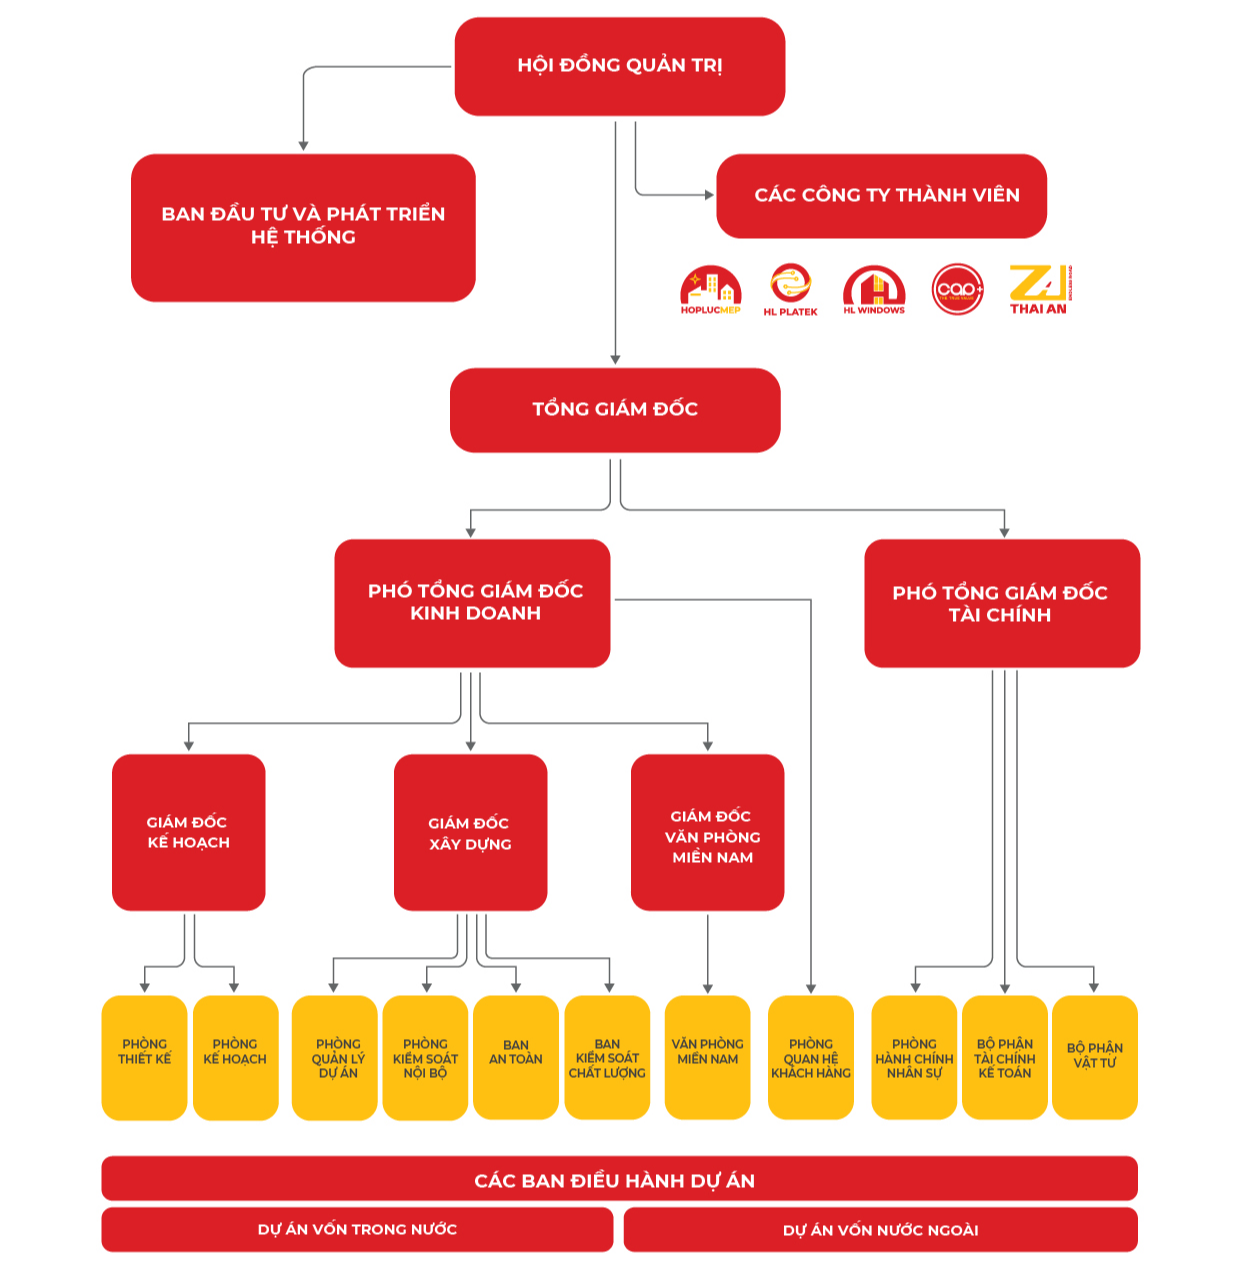 HỘI ĐỒNG QUẢN TRỊ
BAN ĐẦU TƯ VÀ PHÁT TRIỂN
HỆ THỐNG
CÁC CÔNG TY THÀNH VIÊN
HOPLUCMEP
HL PLATEK
HL WINDOWS
CAO+
THE TRUE VALUE
ZA
THAI AN
TỔNG GIÁM ĐỐC
PHÓ TỔNG GIÁM ĐỐC
KINH DOANH
PHÓ TỔNG GIÁM ĐỐC
TÀI CHÍNH
GIÁM ĐỐC
KẾ HOẠCH
GIÁM ĐỐC
XÂY DỰNG
GIÁM ĐỐC
VĂN PHÒNG
MIỀN NAM
PHÒNG
THIẾT KẾ
PHÒNG
KẾ HOẠCH
PHÒNG
QUẢN LÝ
DỰ ÁN
PHÒNG
KIỂM SOÁT
NỘI BỘ
BAN
AN TOÀN
BAN
KIỂM SOÁT
CHẤT LƯỢNG
VĂN PHÒNG
MIỀN NAM
PHÒNG
QUAN HỆ
KHÁCH HÀNG
PHÒNG
HÀNH CHÍNH
NHÂN SỰ
BỘ PHẬN
TÀI CHÍNH
KẾ TOÁN
BỘ PHẬN
VẬT TƯ
CÁC BAN ĐIỀU HÀNH DỰ ÁN
DỰ ÁN VỐN TRONG NƯỚC
DỰ ÁN VỐN NƯỚC NGOÀI